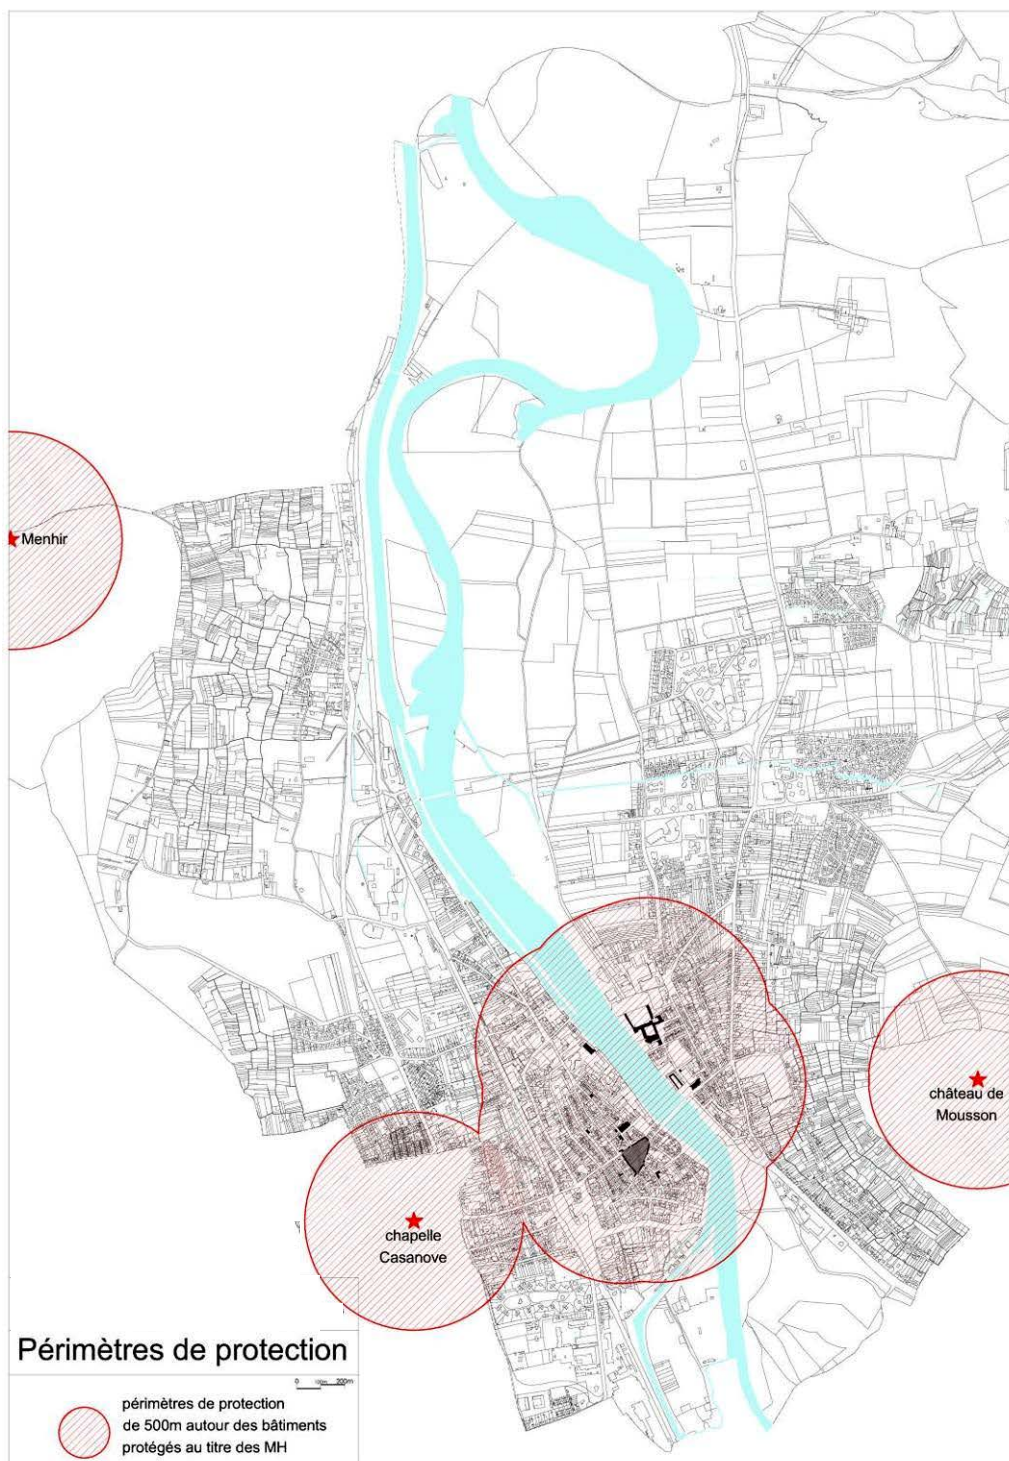 Menhir
château de
Mousson
chapelle
Casanove
Périmètres de protection
0 100m 200m
périmètres de protection
de 500m autour des bâtiments
protégés au titre des MH